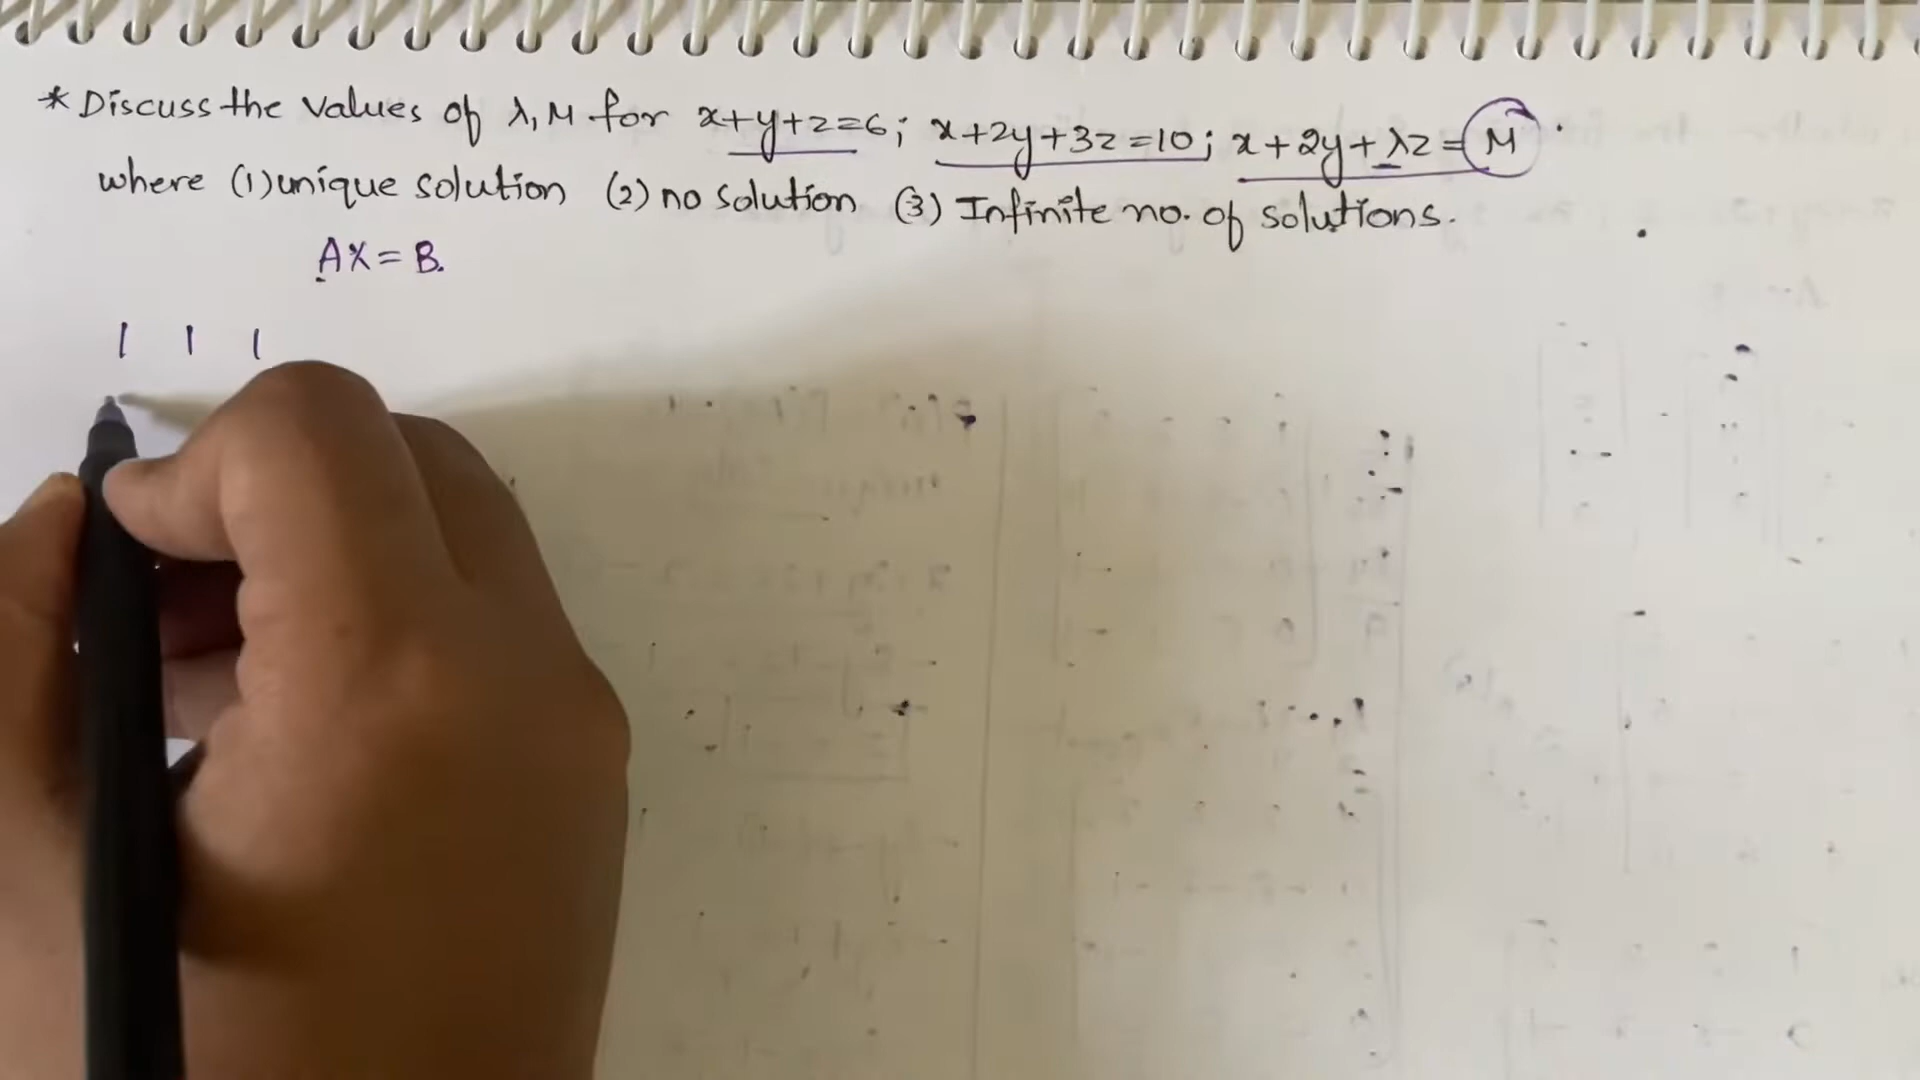 * Discuss the values of λ, M for x+y+z=6; x+2y+3z=10; x+2y+λz=M.
where (1) unique solution (2) no solution (3) Infinite no. of solutions.
AX = B.
1 1 1